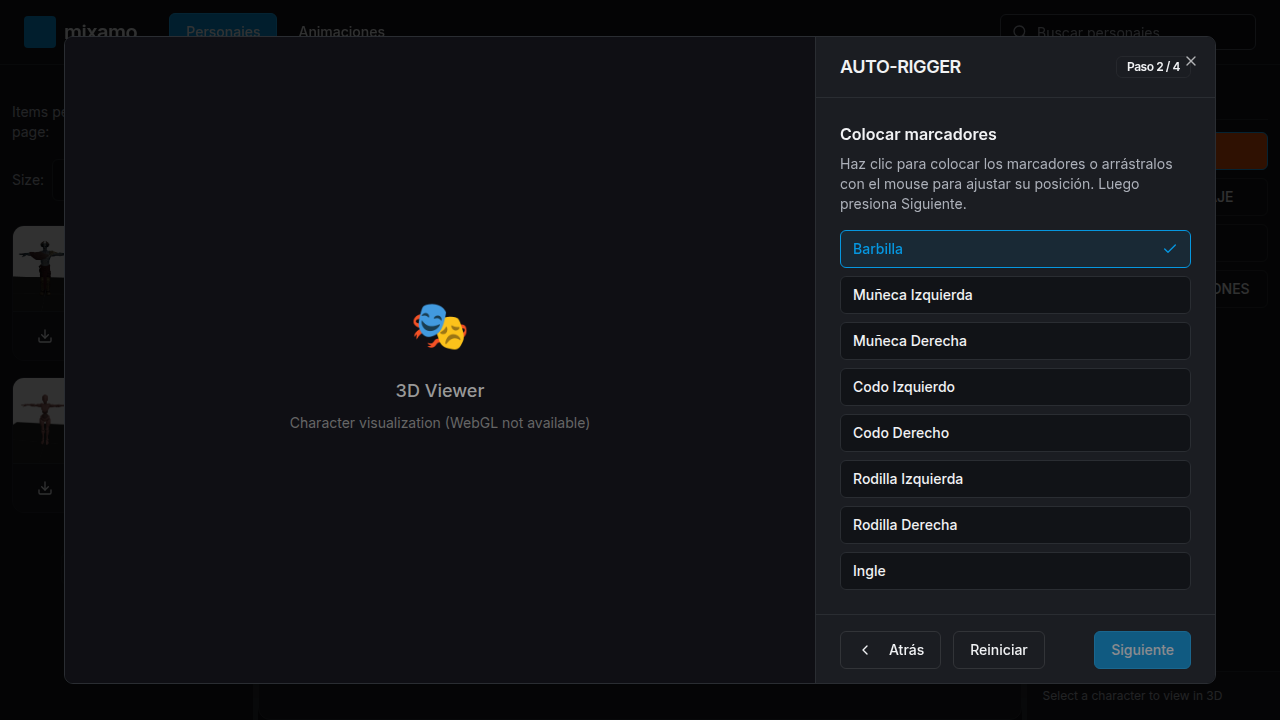 mixamo
Personajes
Animaciones
Buscar personajes
Items pe
page:
Size:
3D Viewer
Character visualization (WebGL not available)
AUTO-RIGGER
Paso 2 / 4
Colocar marcadores
Haz clic para colocar los marcadores o arrástralos
con el mouse para ajustar su posición. Luego
presiona Siguiente.
Barbilla
Muñeca Izquierda
Muñeca Derecha
Codo Izquierdo
Codo Derecho
Rodilla Izquierda
Rodilla Derecha
Ingle
Atrás
Reiniciar
Siguiente
AJE
ONES
Select a character to view in 3D